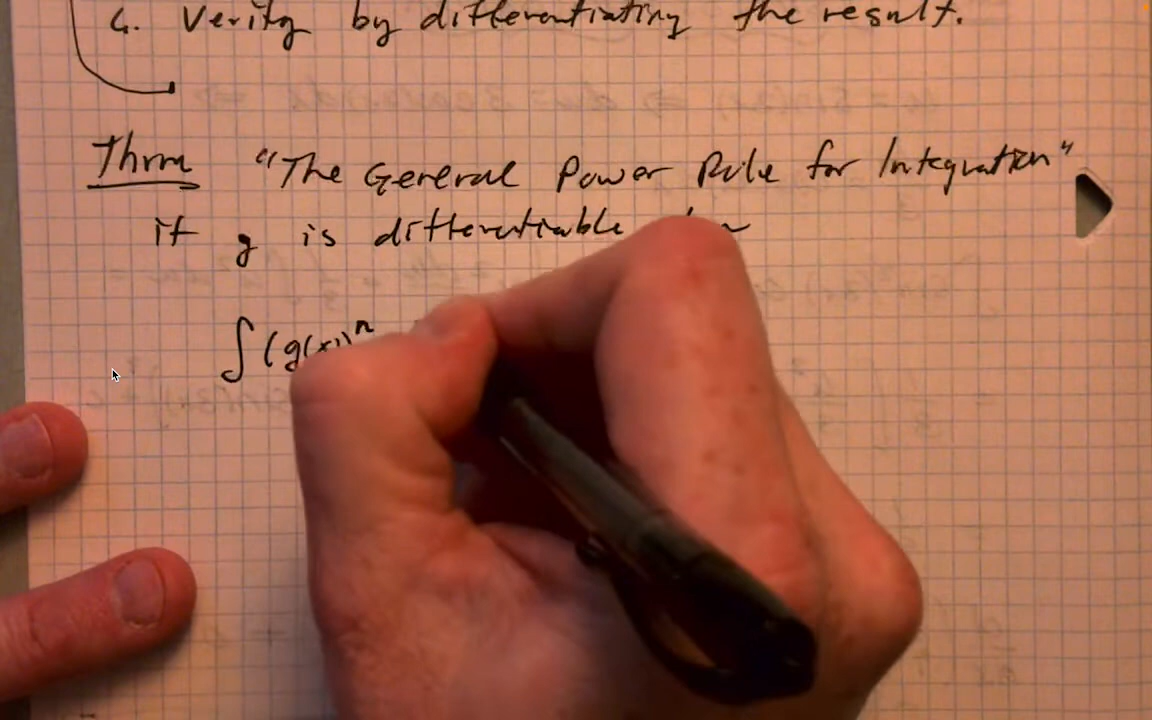 4. Verify by differentiating the result.
Thrm "The General Power Rule for Integration"
if g is differentiable
∫(g(x))ⁿ